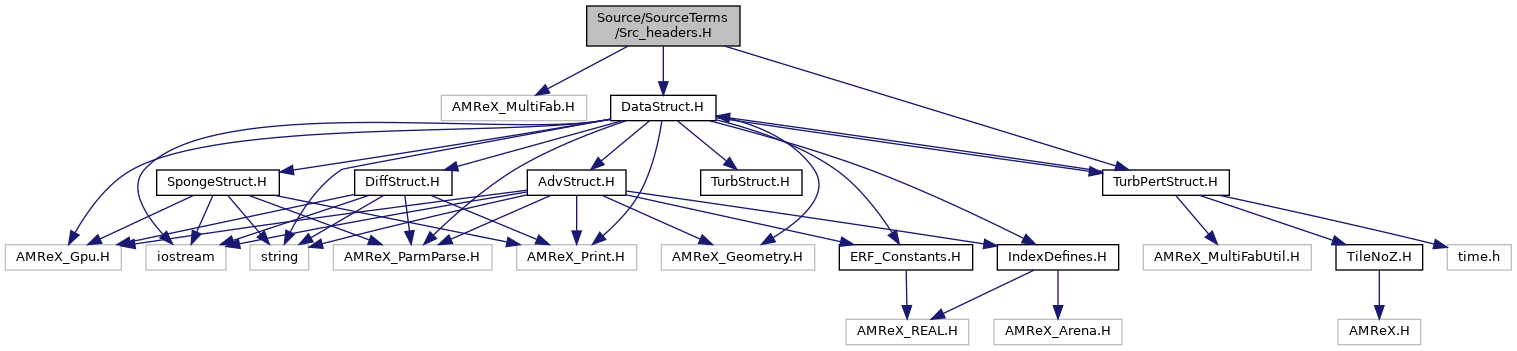 Source/SourceTerms
/Src_headers.H
AMReX_MultiFab.H
DataStruct.H
SpongeStruct.H
DiffStruct.H
AdvStruct.H
TurbStruct.H
TurbPertStruct.H
AMReX_Gpu.H
iostream
string
AMReX_ParmParse.H
AMReX_Print.H
AMReX_Geometry.H
ERF_Constants.H
IndexDefines.H
AMReX_MultiFabUtil.H
TileNoZ.H
time.h
AMReX_REAL.H
AMReX_Arena.H
AMReX.H